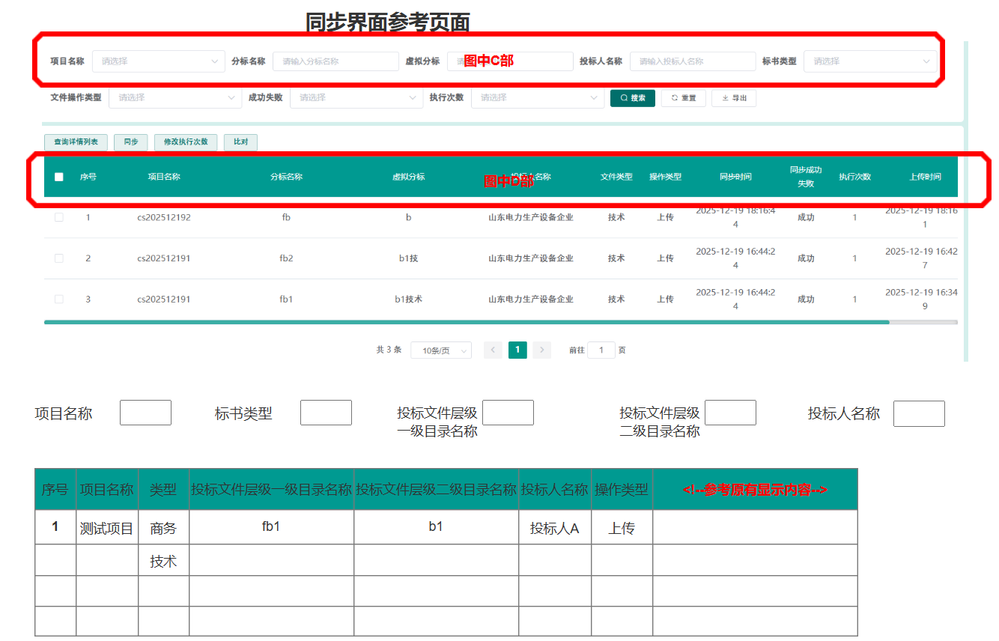 同步界面参考页面
项目名称 请选择 分标名称 请输入分标名称 虚拟分标 请 图中C部 投标人名称 请输入投标人名称 标书类型 请选择
文件操作类型 请选择 成功失败 请选择 执行次数 请选择 搜索 重置 导出
查询详情列表 同步 修改执行次数 比对
序号 项目名称 分标名称 虚拟分标 投标人名称 图中D部 文件类型 操作类型 同步时间 同步成功失败 执行次数 上传时间
1 cs202512192 fb b 山东电力生产设备企业 技术 上传 2025-12-19 18:16:44 成功 1 2025-12-19 18:161
2 cs202512191 fb2 b1技 山东电力生产设备企业 技术 上传 2025-12-19 16:44:24 成功 1 2025-12-19 16:427
3 cs202512191 fb1 b1技术 山东电力生产设备企业 技术 上传 2025-12-19 16:44:24 成功 1 2025-12-19 16:349
共 3 条 10条/页 1 前往 1 页
项目名称 标书类型 投标文件层级一级目录名称 投标文件层级二级目录名称 投标人名称
序号 项目名称 类型 投标文件层级一级目录名称 投标文件层级二级目录名称 投标人名称 操作类型 <!--参考原有显示内容-->
1 测试项目 商务 fb1 b1 投标人A 上传
技术